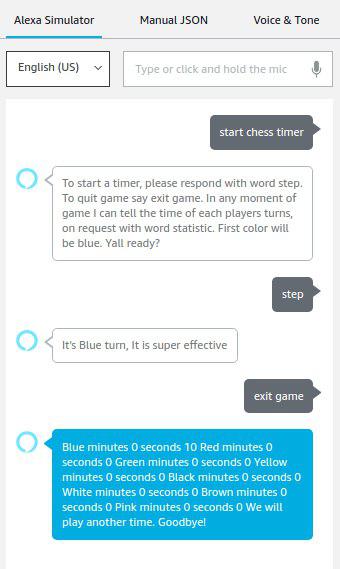 Alexa Simulator Manual JSON Voice & Tone
English (US) Type or click and hold the mic
start chess timer
To start a timer, please respond with word step.
To quit game say exit game. In any moment of
game I can tell the time of each players turns,
on request with word statistic. First color will
be blue. Yall ready?
step
It's Blue turn, It is super effective
exit game
Blue minutes 0 seconds 10 Red minutes 0
seconds 0 Green minutes 0 seconds 0 Yellow
minutes 0 seconds 0 Black minutes 0 seconds 0
White minutes 0 seconds 0 Brown minutes 0
seconds 0 Pink minutes 0 seconds 0 We will
play another time. Goodbye!